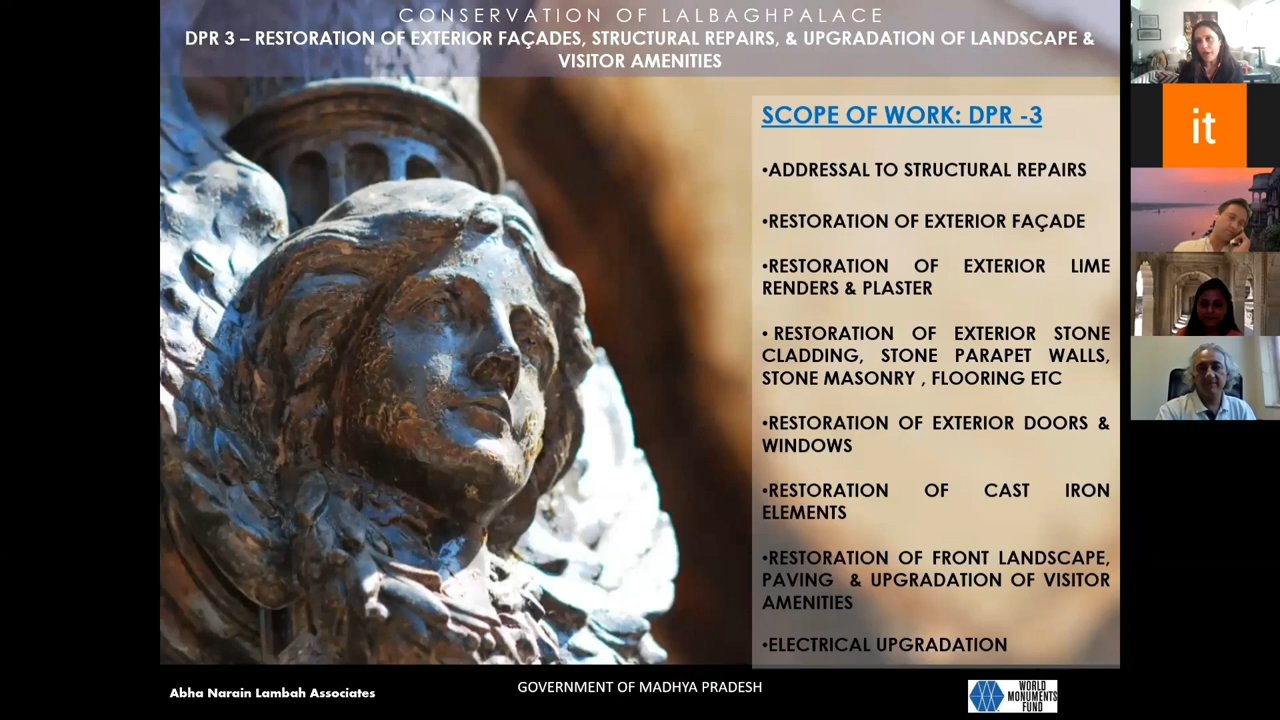 CONSERVATION OF LALBAGHPALACE
DPR 3 – RESTORATION OF EXTERIOR FAÇADES, STRUCTURAL REPAIRS, & UPGRADATION OF LANDSCAPE &
VISITOR AMENITIES
SCOPE OF WORK: DPR -3
•ADDRESSAL TO STRUCTURAL REPAIRS
•RESTORATION OF EXTERIOR FAÇADE
•RESTORATION OF EXTERIOR LIME
RENDERS & PLASTER
• RESTORATION OF EXTERIOR STONE
CLADDING, STONE PARAPET WALLS,
STONE MASONRY , FLOORING ETC
•RESTORATION OF EXTERIOR DOORS &
WINDOWS
•RESTORATION OF CAST IRON
ELEMENTS
•RESTORATION OF FRONT LANDSCAPE,
PAVING & UPGRADATION OF VISITOR
AMENITIES
•ELECTRICAL UPGRADATION
Abha Narain Lambah Associates
GOVERNMENT OF MADHYA PRADESH
WORLD
MONUMENTS
FUND
it